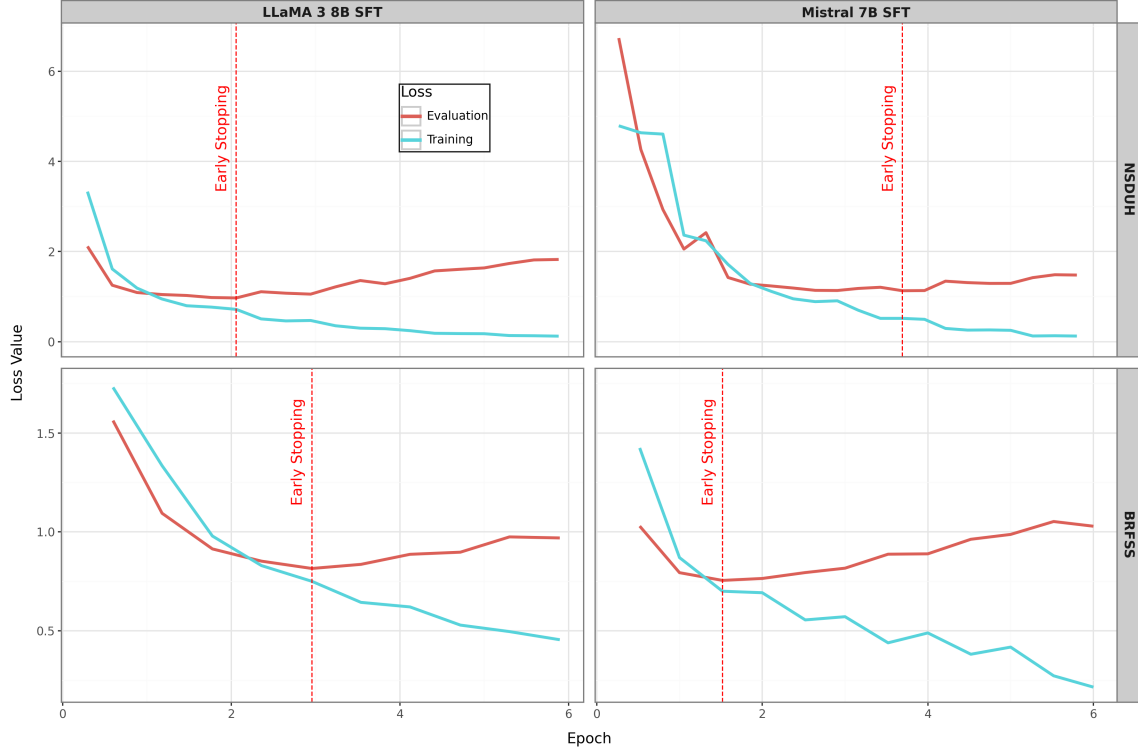 LLaMA 3 8B SFT
Mistral 7B SFT
Loss Value
6
4
2
0
Early Stopping
Loss
Evaluation
Training
Early Stopping
NSDUH
1.5
1.0
0.5
Early Stopping
Early Stopping
BRFSS
0 2 4 6
0 2 4 6
Epoch